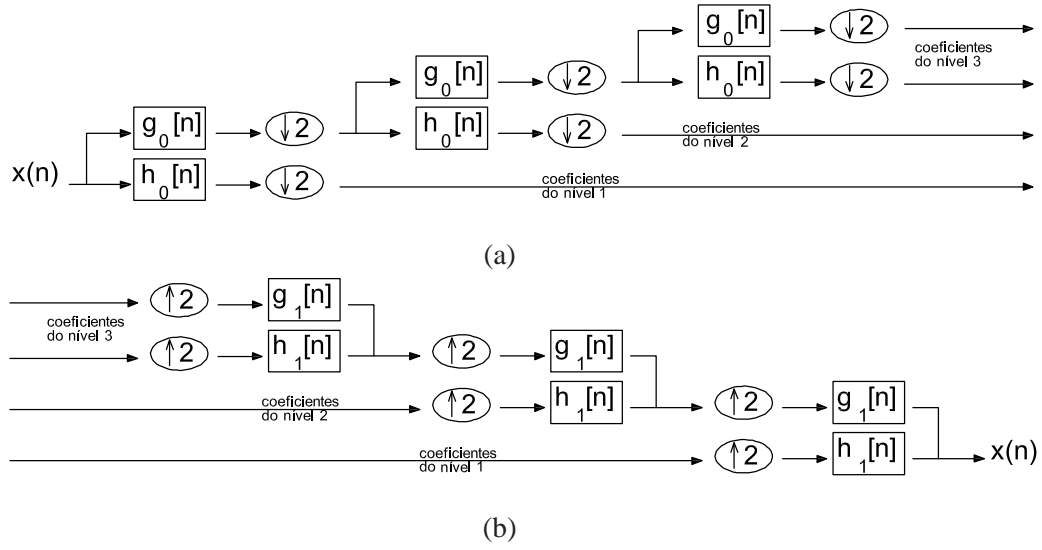 g0[n] ↓2
coeficientes
do nível 3
g0[n] ↓2 h0[n] ↓2
g0[n] ↓2 h0[n] ↓2
coeficientes
do nível 2
x(n) h0[n] ↓2
coeficientes
do nível 1
(a)
↑2 g1[n]
coeficientes
do nível 3
↑2 h1[n] ↑2 g1[n]
coeficientes
do nível 2
↑2 h1[n] ↑2 g1[n]
coeficientes
do nível 1
↑2 h1[n] x(n)
(b)